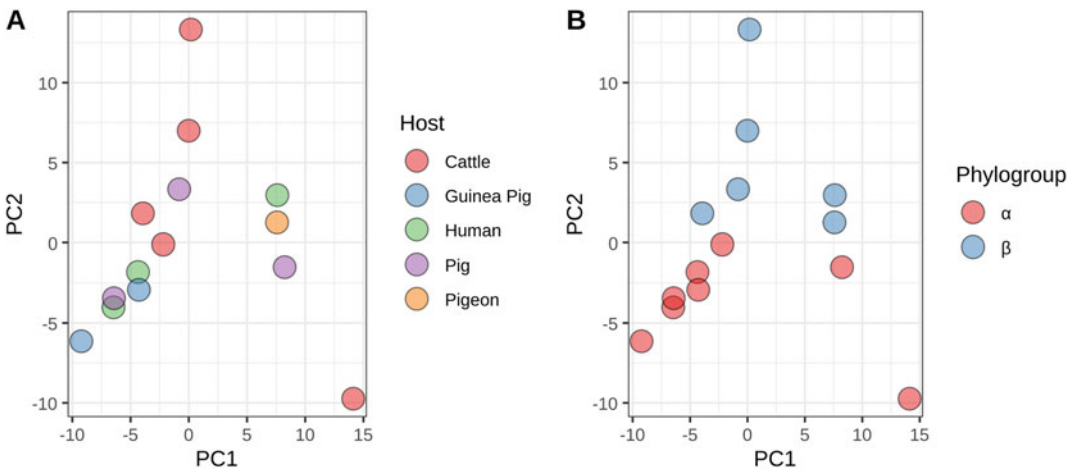 A
PC2
10
5
0
-5
-10
-10 -5 0 5 10 15
PC1
Host
Cattle
Guinea Pig
Human
Pig
Pigeon
B
PC2
10
5
0
-5
-10
-10 -5 0 5 10 15
PC1
Phylogroup
α
β